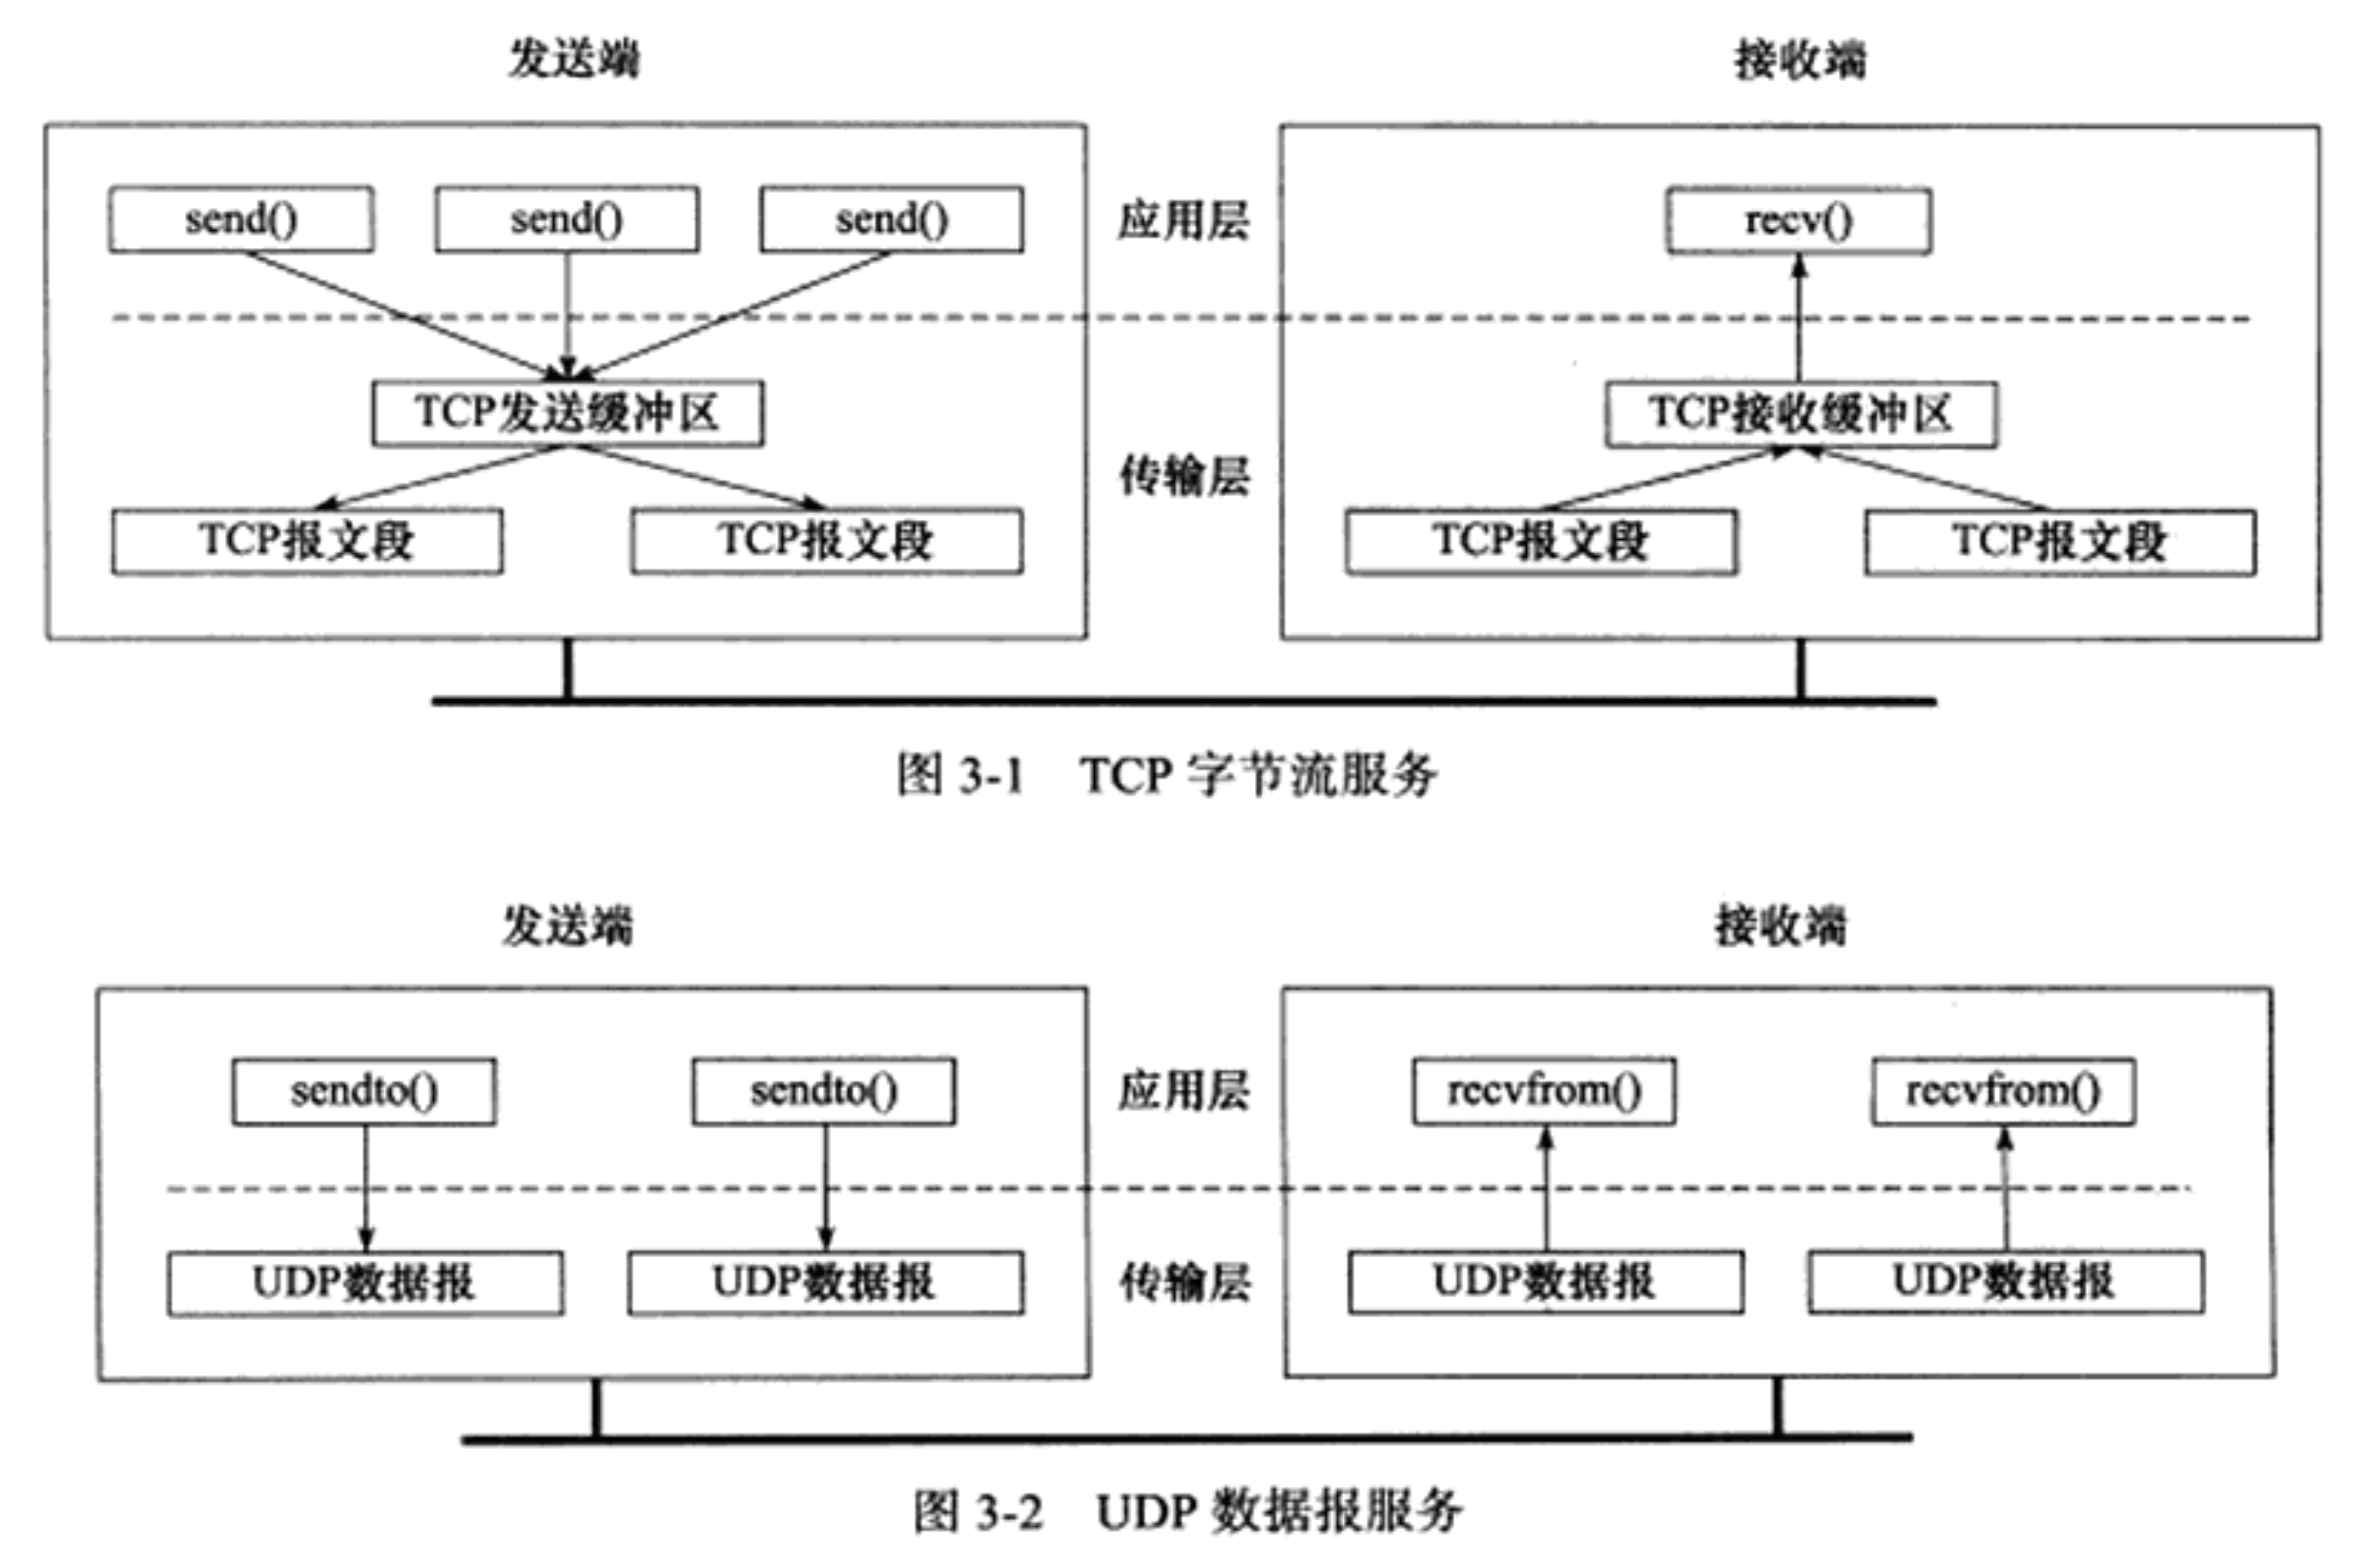 发送端 接收端
send() send() send() 应用层 recv()
TCP发送缓冲区 TCP接收缓冲区
传输层
TCP报文段 TCP报文段 TCP报文段 TCP报文段
图 3-1 TCP 字节流服务
发送端 接收端
sendto() sendto() 应用层 recvfrom() recvfrom()
UDP数据报 UDP数据报 传输层 UDP数据报 UDP数据报
图 3-2 UDP 数据报服务